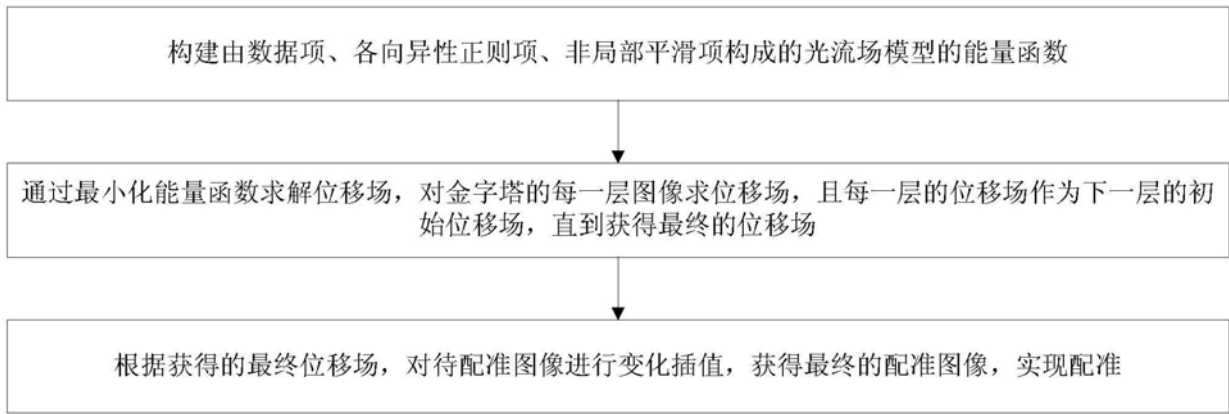 构建由数据项、各向异性正则项、非局部平滑项构成的光流场模型的能量函数
通过最小化能量函数求解位移场，对金字塔的每一层图像求位移场，且每一层的位移场作为下一层的初
始位移场，直到获得最终的位移场
根据获得的最终位移场，对待配准图像进行变化插值，获得最终的配准图像，实现配准